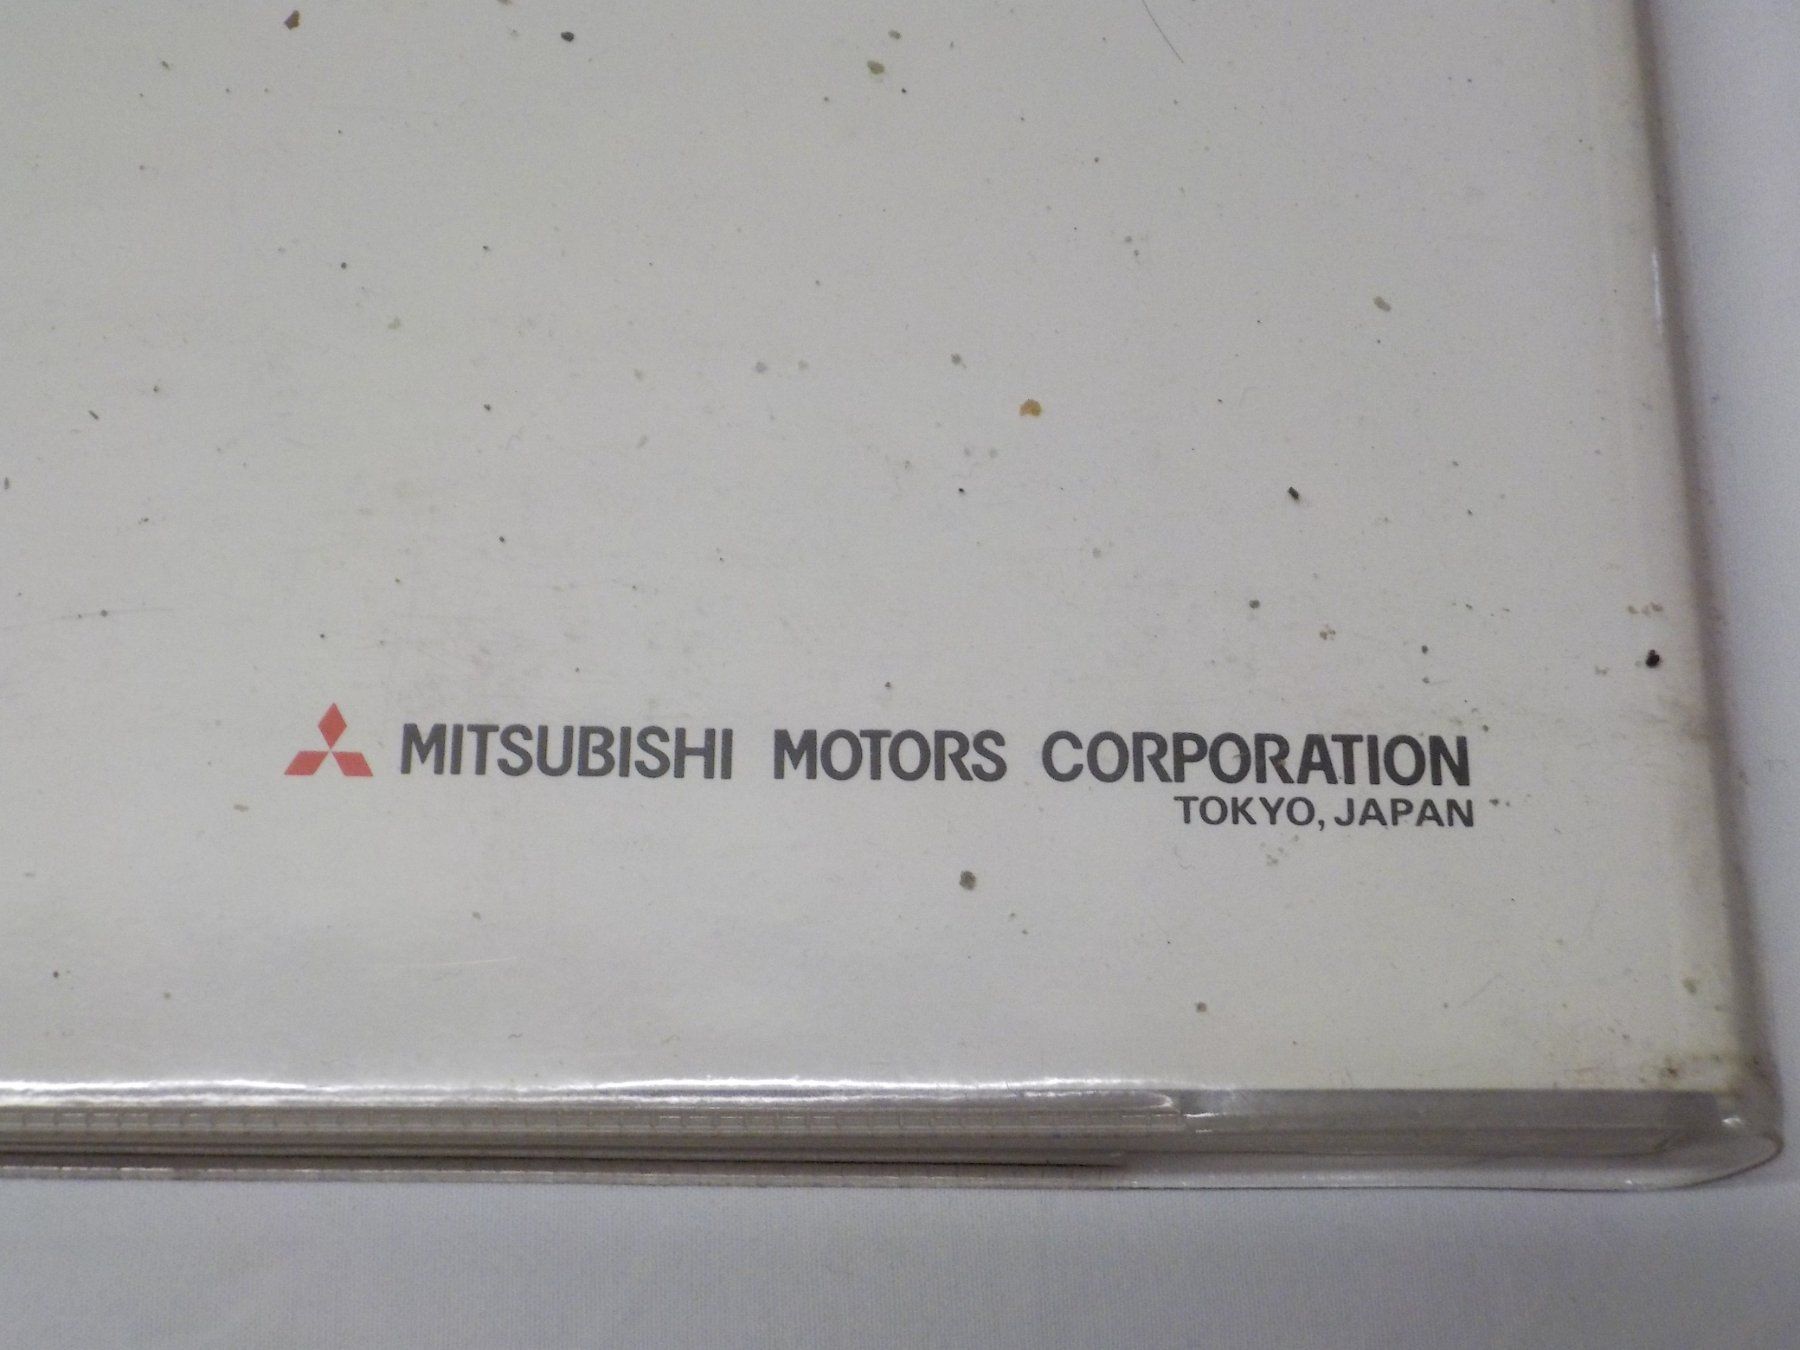 MITSUBISHI MOTORS CORPORATION
TOKYO, JAPAN